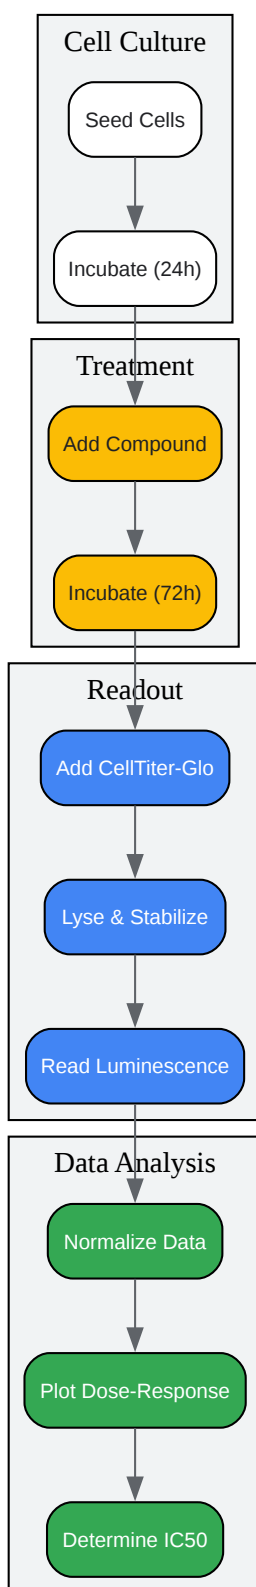 Cell Culture
Seed Cells
Incubate (24h)
Treatment
Add Compound
Incubate (72h)
Readout
Add CellTiter-Glo
Lyse & Stabilize
Read Luminescence
Data Analysis
Normalize Data
Plot Dose-Response
Determine IC50